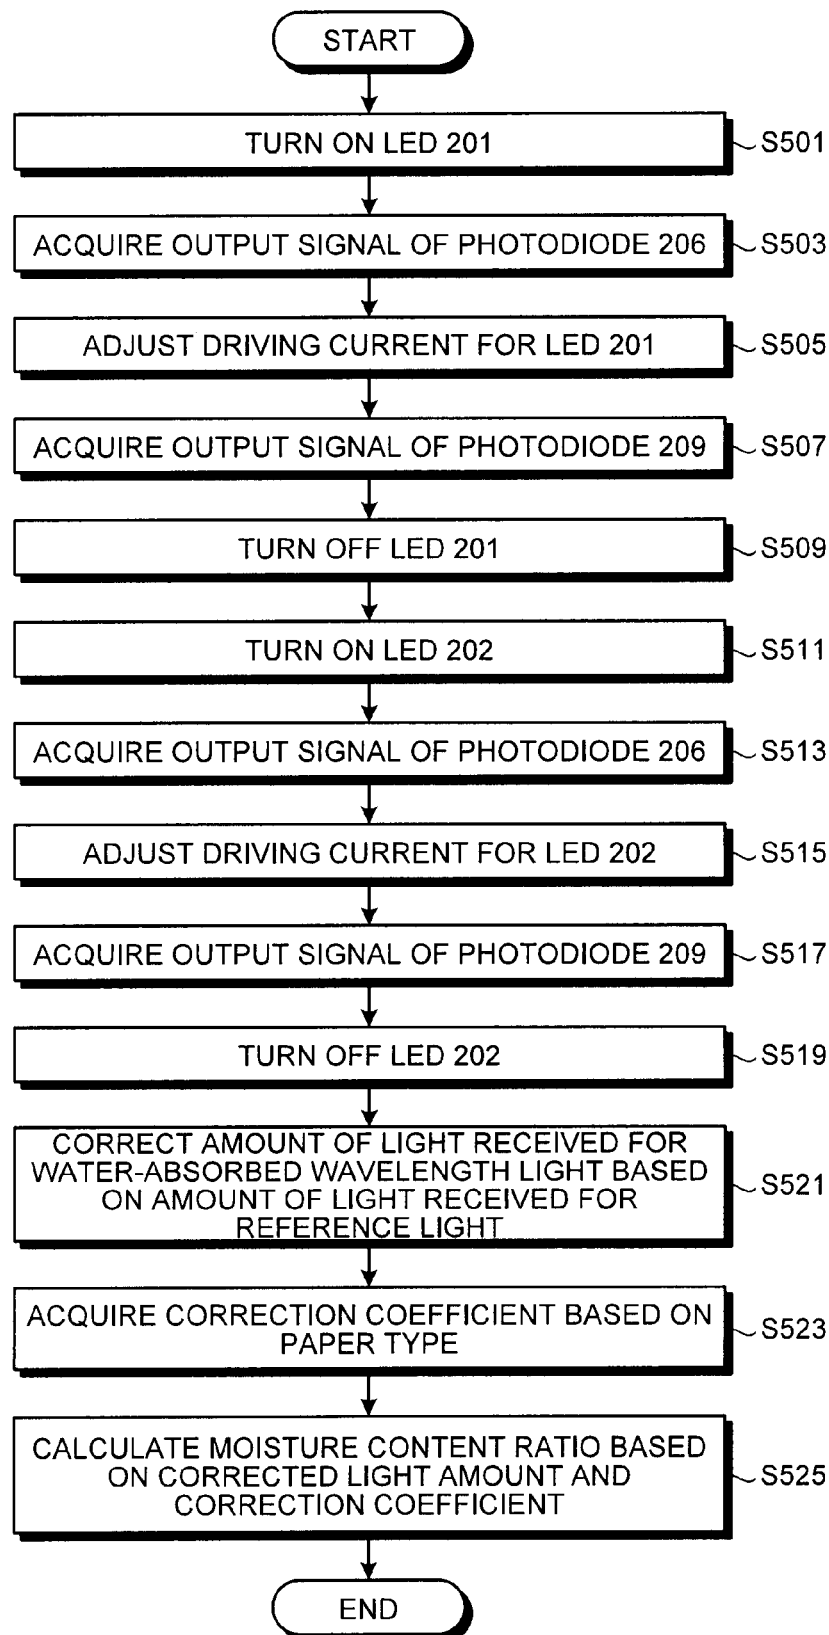 START
TURN ON LED 201
S501
ACQUIRE OUTPUT SIGNAL OF PHOTODIODE 206
S503
ADJUST DRIVING CURRENT FOR LED 201
S505
ACQUIRE OUTPUT SIGNAL OF PHOTODIODE 209
S507
TURN OFF LED 201
S509
TURN ON LED 202
S511
ACQUIRE OUTPUT SIGNAL OF PHOTODIODE 206
S513
ADJUST DRIVING CURRENT FOR LED 202
S515
ACQUIRE OUTPUT SIGNAL OF PHOTODIODE 209
S517
TURN OFF LED 202
S519
CORRECT AMOUNT OF LIGHT RECEIVED FOR
WATER-ABSORBED WAVELENGTH LIGHT BASED
ON AMOUNT OF LIGHT RECEIVED FOR
REFERENCE LIGHT
S521
ACQUIRE CORRECTION COEFFICIENT BASED ON
PAPER TYPE
S523
CALCULATE MOISTURE CONTENT RATIO BASED
ON CORRECTED LIGHT AMOUNT AND
CORRECTION COEFFICIENT
S525
END